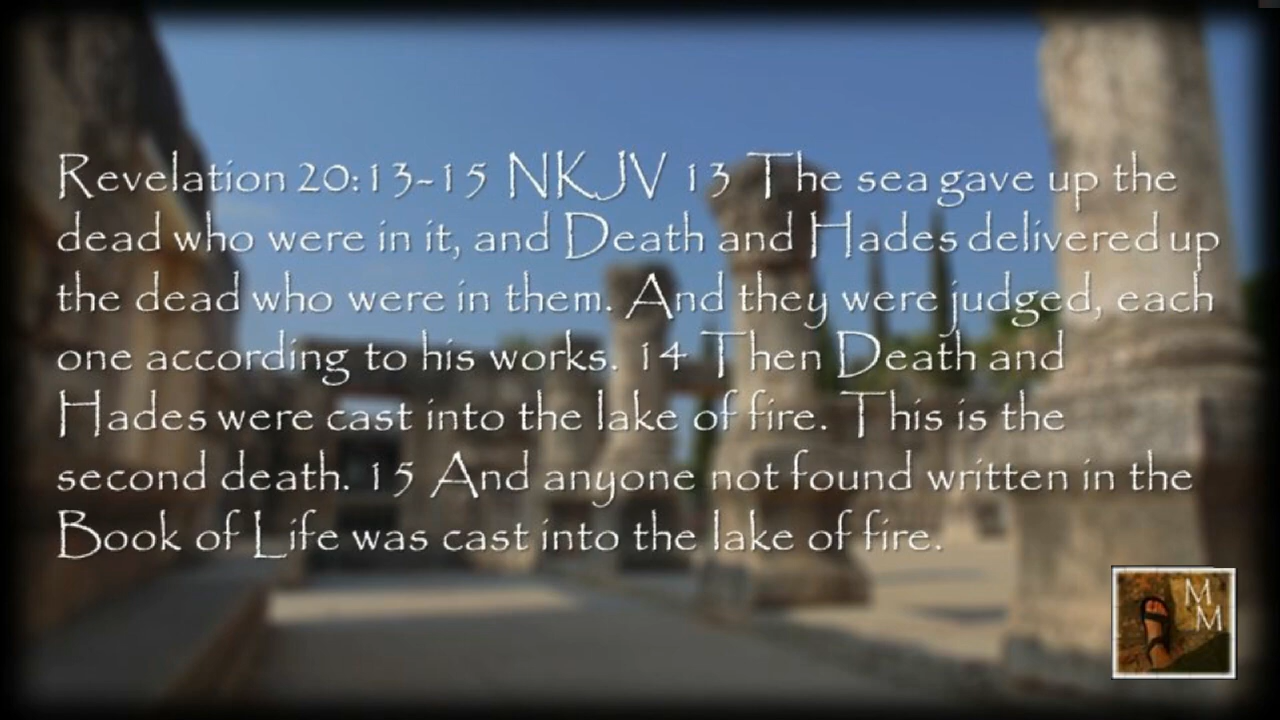 Revelation 20:13-15 NKJV 13 The sea gave up the
dead who were in it, and Death and Hades delivered up
the dead who were in them. And they were judged, each
one according to his works. 14 Then Death and
Hades were cast into the lake of fire. This is the
second death. 15 And anyone not found written in the
Book of Life was cast into the lake of fire.
M
M